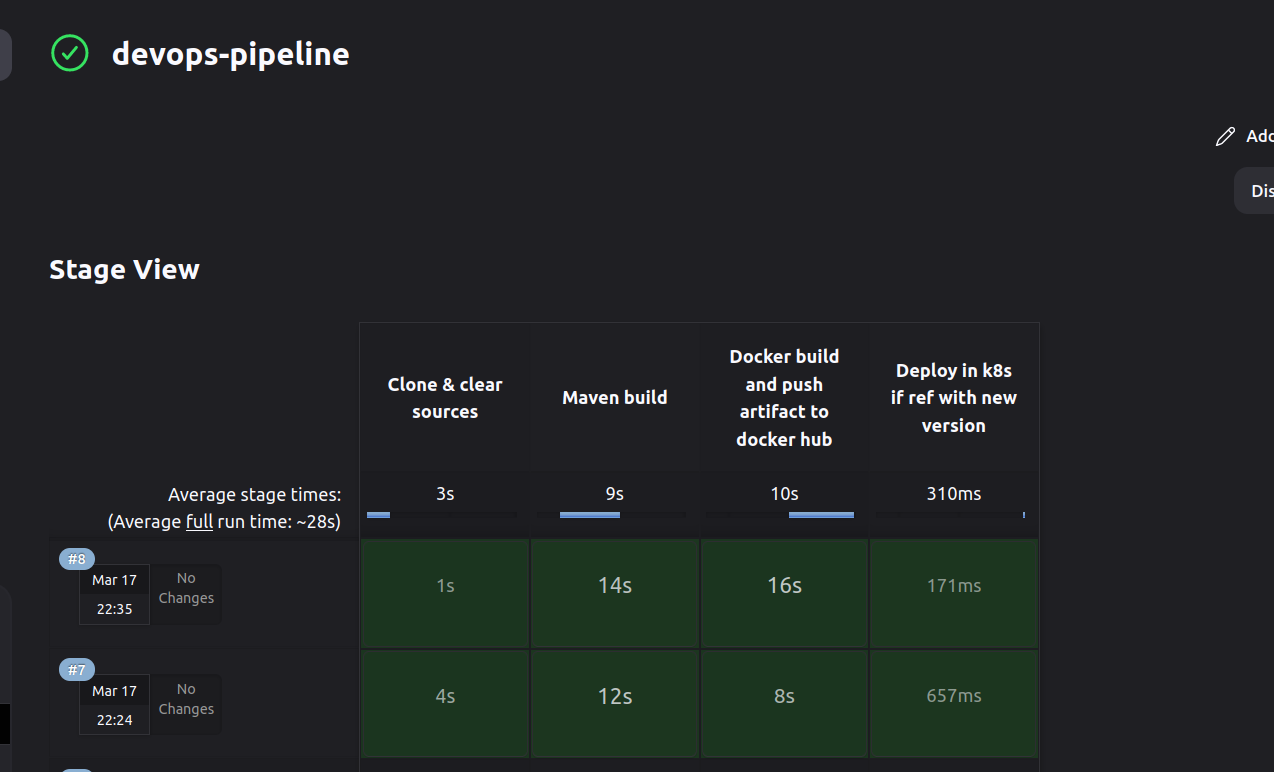 devops-pipeline
Stage View
Clone & clear
sources
Maven build
Docker build
and push
artifact to
docker hub
Deploy in k8s
if ref with new
version
Average stage times:
(Average full run time: ~28s)
3s
9s
10s
310ms
#8
Mar 17
22:35
No
Changes
1s
14s
16s
171ms
#7
Mar 17
22:24
No
Changes
4s
12s
8s
657ms